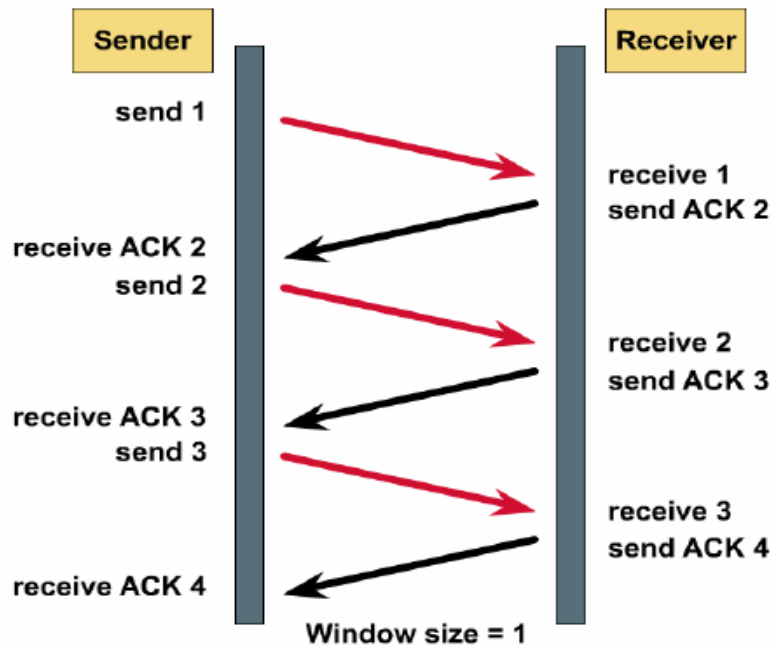 Sender
Receiver
send 1
receive 1
send ACK 2
receive ACK 2
send 2
receive 2
send ACK 3
receive ACK 3
send 3
receive 3
send ACK 4
receive ACK 4
Window size = 1